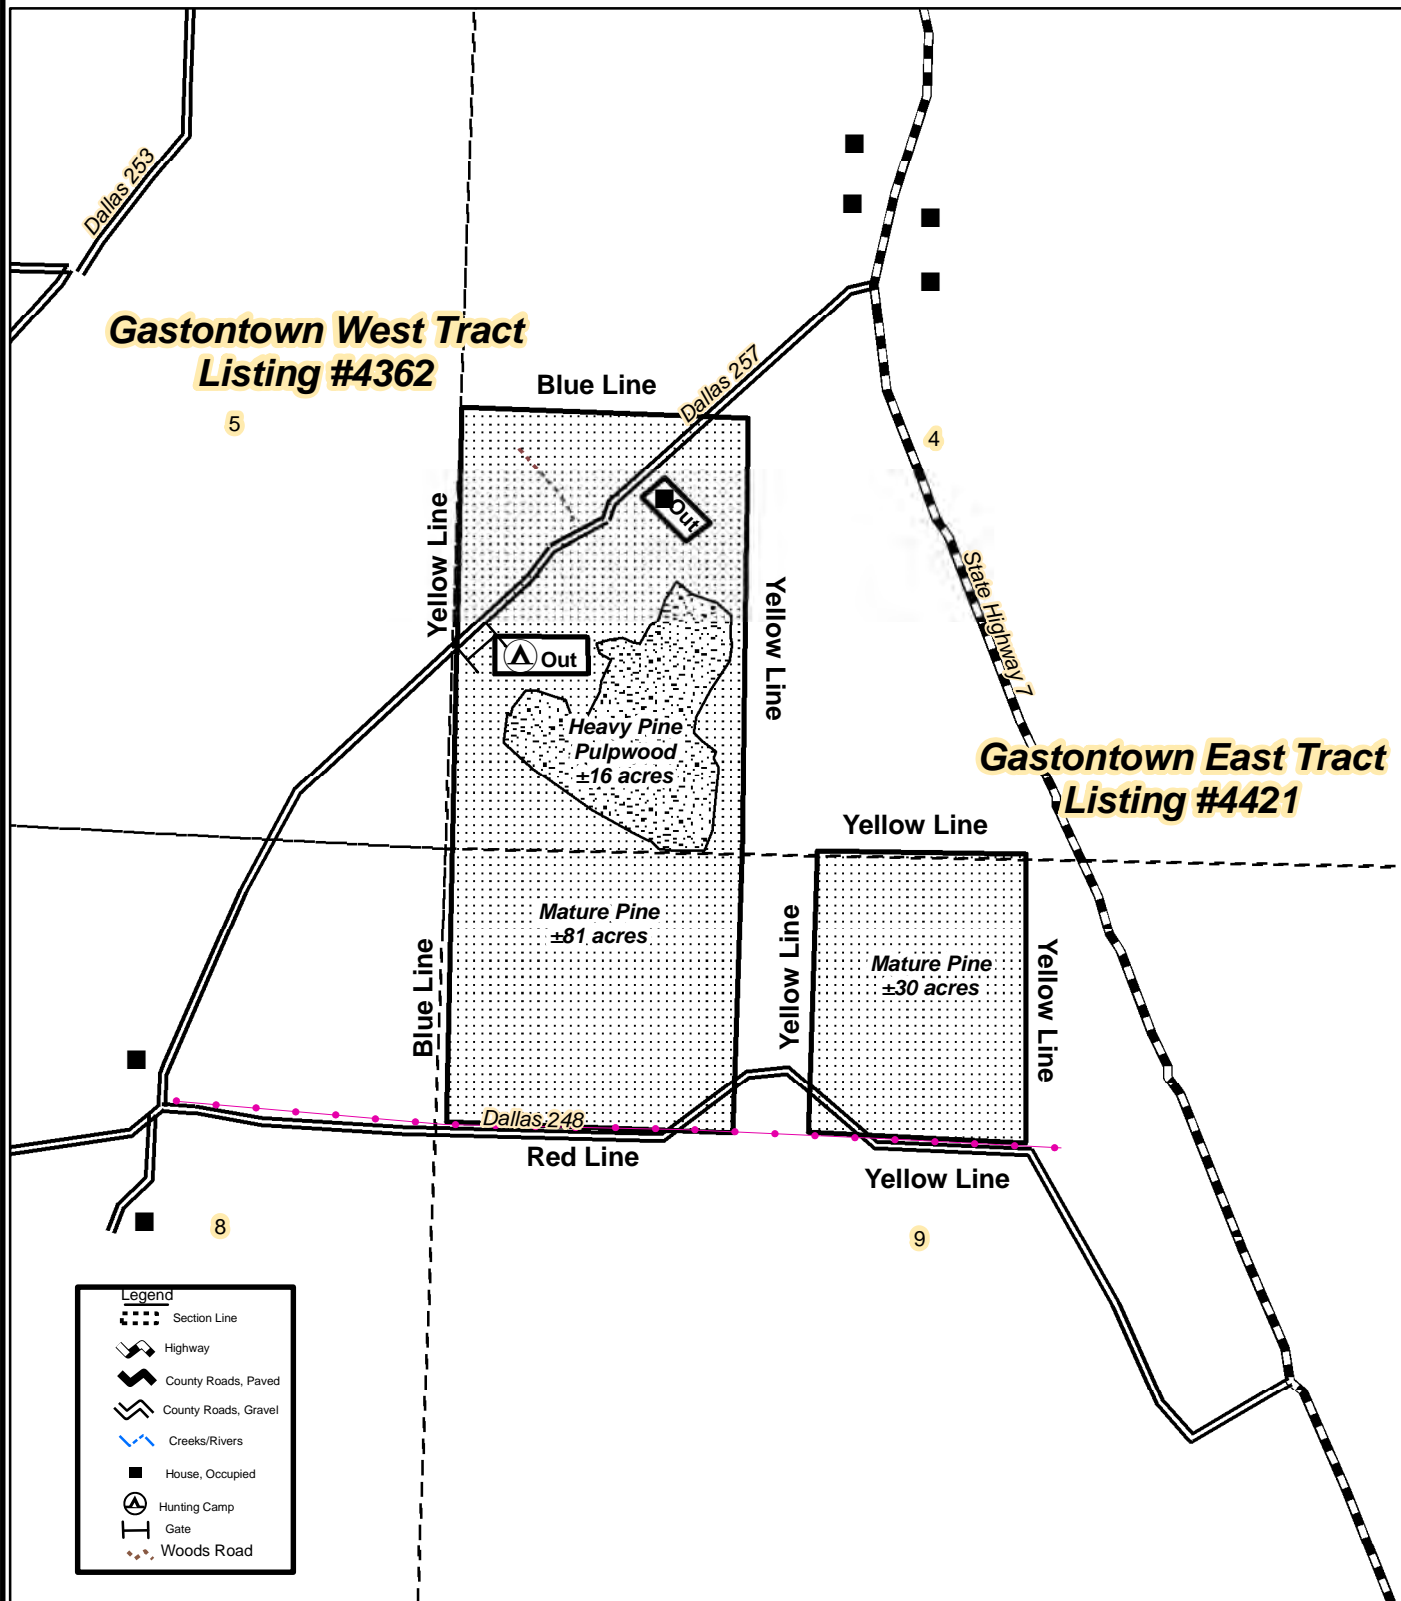 Dallas 253
Gastontown West Tract
Listing #4362
5
Blue Line
Dallas 257
4
Yellow Line
Out
State Highway 7
Yellow Line
Out
Heavy Pine
Pulpwood
±16 acres
Gastontown East Tract
Listing #4421
Yellow Line
Mature Pine
±81 acres
Blue Line
Yellow Line
Mature Pine
±30 acres
Yellow Line
Dallas 248
Red Line
Yellow Line
8
9
Legend
Section Line
Highway
County Roads, Paved
County Roads, Gravel
Creeks/Rivers
House, Occupied
Hunting Camp
Gate
Woods Road